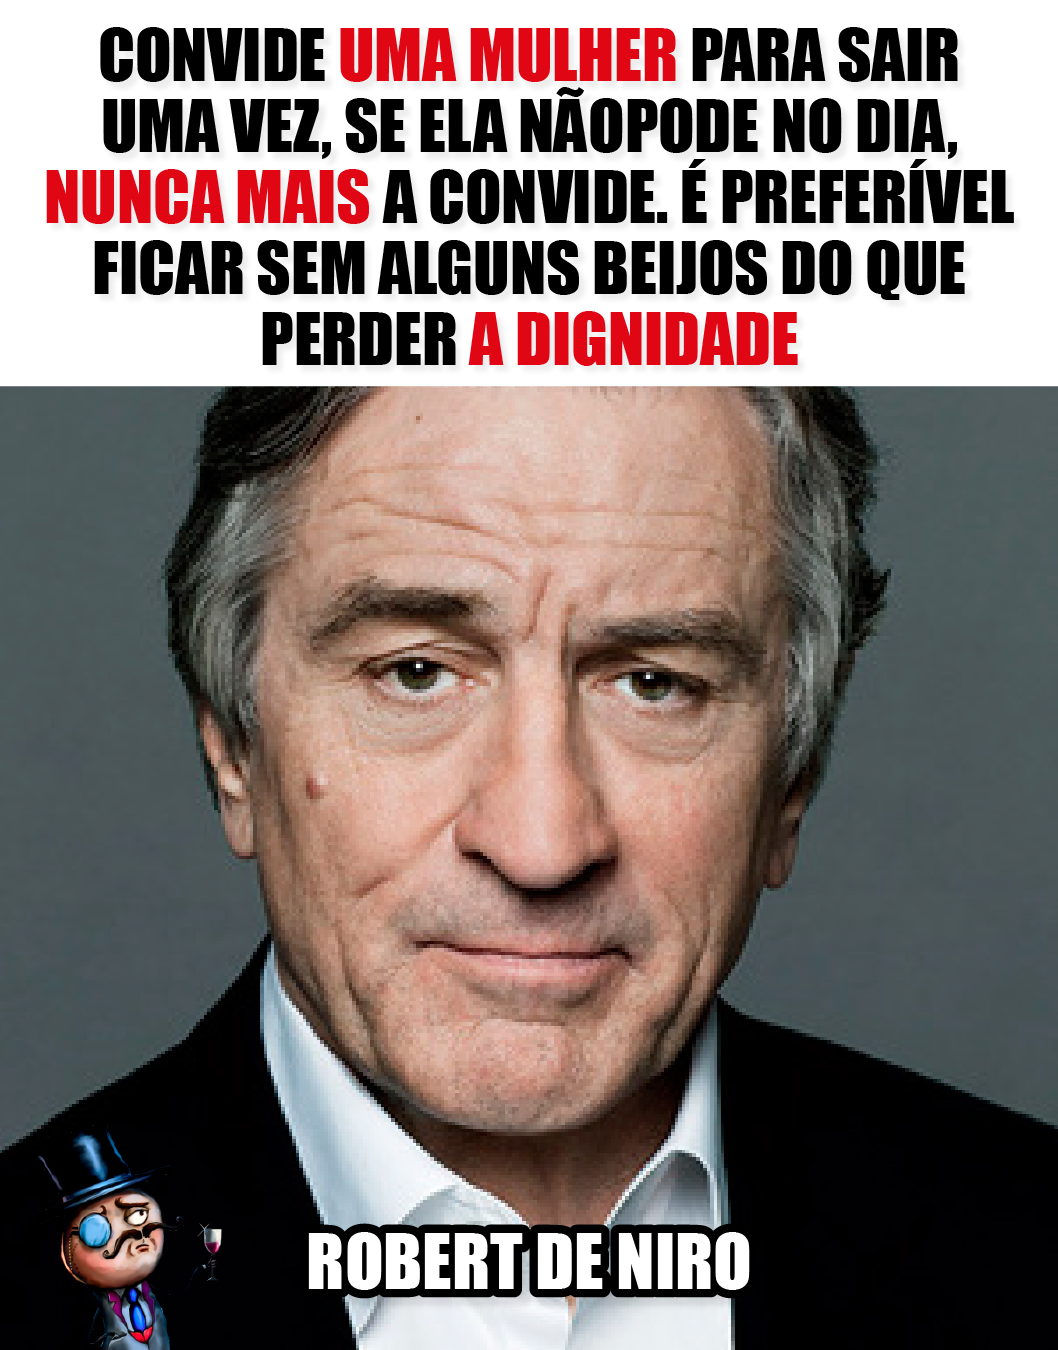 CONVIDE UMA MULHER PARA SAIR
UMA VEZ, SE ELA NÃOPODE NO DIA,
NUNCA MAIS A CONVIDE. É PREFERÍVEL
FICAR SEM ALGUNS BEIJOS DO QUE
PERDER A DIGNIDADE
ROBERT DE NIRO